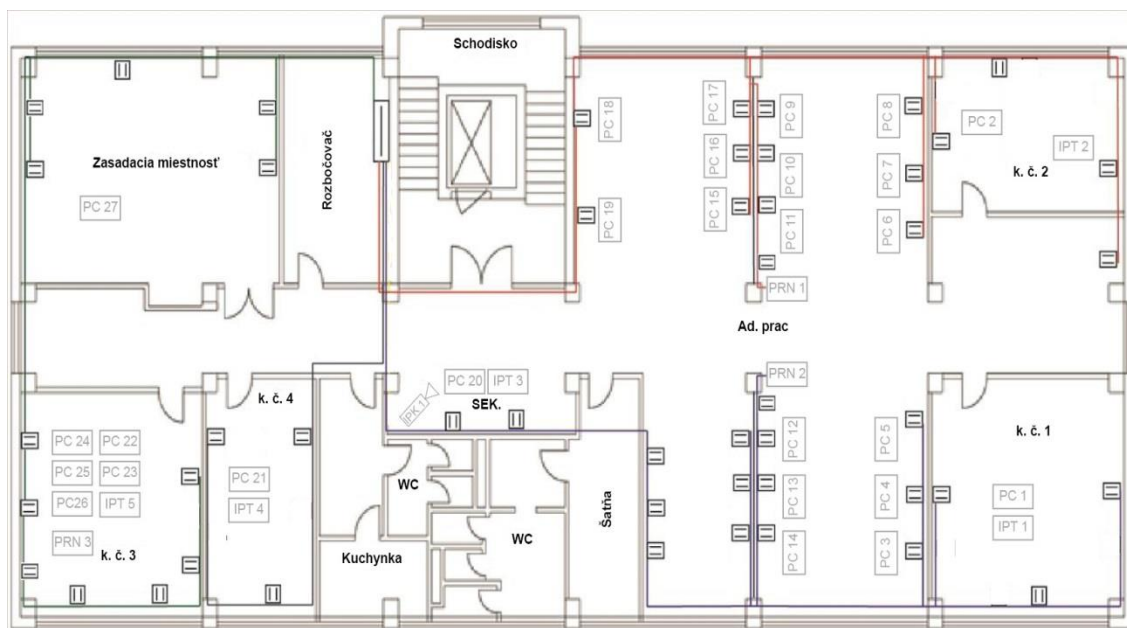 Schodisko
PC 18
PC 19
PC 17
PC 16
PC 15
PC 9
PC 10
PC 11
PRN 1
PC 8
PC 7
PC 6
PC 2
IPT 2
k. č. 2
Zasadacia miestnosť
PC 27
Rozbočovač
Ad. prac
PRN 2
k. č. 4
PC 21
IPT 4
IPK 1
PC 20
IPT 3
SEK.
PC 24
PC 22
PC 25
PC 23
PC26
IPT 5
PRN 3
k. č. 3
WC
WC
Kuchynka
Šatňa
PC 12
PC 13
PC 14
PC 5
PC 4
PC 3
k. č. 1
PC 1
IPT 1